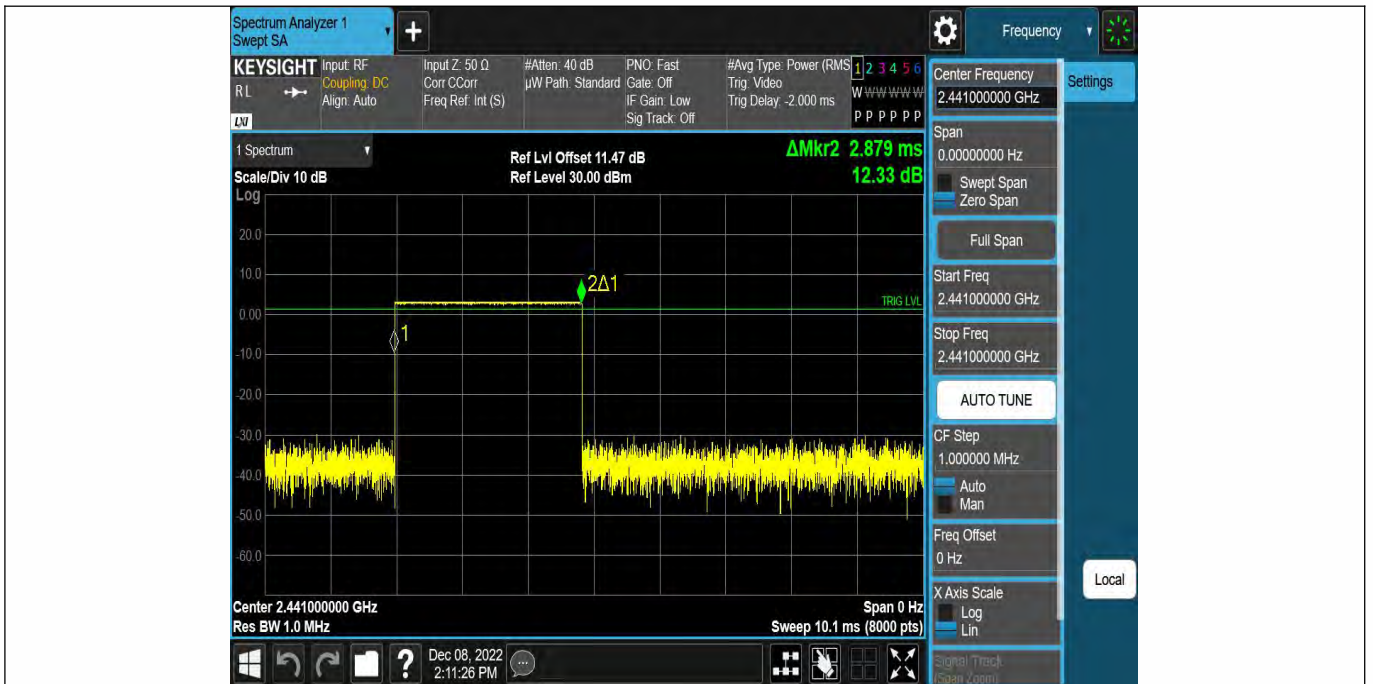 Spectrum Analyzer 1
Swept SA
Frequency
KEYSIGHT
RL
LXI
Input: RF
Coupling: DC
Align: Auto
Input Z: 50 Ω
Corr CCorr
Freq Ref: Int (S)
#Atten: 40 dB
µW Path: Standard
PNO: Fast
Gate: Off
IF Gain: Low
Sig Track: Off
#Avg Type: Power (RMS
Trig: Video
Trig Delay: -2.000 ms
1 2 3 4 5 6
W W W W W W
P P P P P P
1 Spectrum
Scale/Div 10 dB
Log
Ref Lvl Offset 11.47 dB
Ref Level 30.00 dBm
ΔMkr2 2.879 ms
12.33 dB
20.0
10.0
0.00
-10.0
-20.0
-30.0
-40.0
-50.0
-60.0
2Δ1
1
TRIG LVL
Center 2.441000000 GHz
Res BW 1.0 MHz
Span 0 Hz
Sweep 10.1 ms (8000 pts)
Dec 08, 2022
2:11:26 PM
Center Frequency
2.441000000 GHz
Span
0.00000000 Hz
Swept Span
Zero Span
Full Span
Start Freq
2.441000000 GHz
Stop Freq
2.441000000 GHz
AUTO TUNE
CF Step
1.000000 MHz
Auto
Man
Freq Offset
0 Hz
X Axis Scale
Log
Lin
Signal Track
(Span Zoom)
Settings
Local